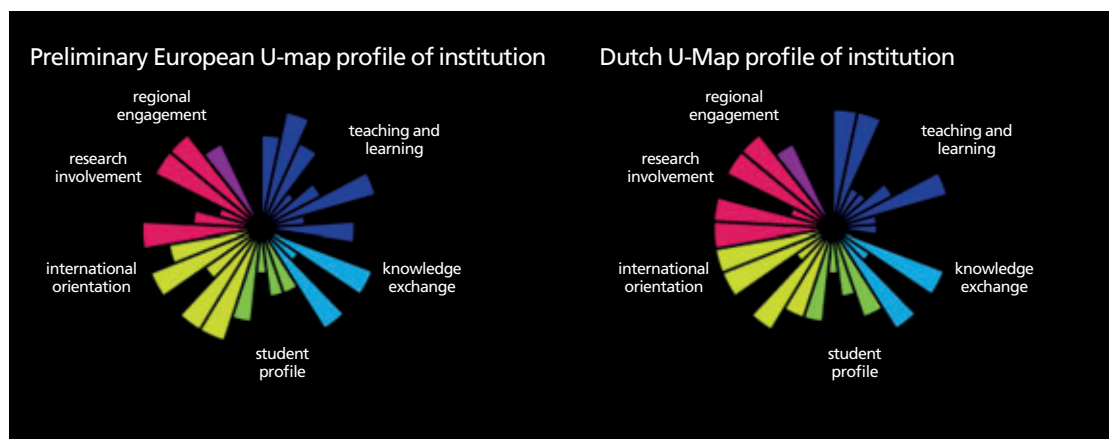 Preliminary European U-map profile of institution
regional
engagement
teaching and
learning
research
involvement
international
orientation
knowledge
exchange
student
profile
Dutch U-Map profile of institution
regional
engagement
teaching and
learning
research
involvement
international
orientation
knowledge
exchange
student
profile